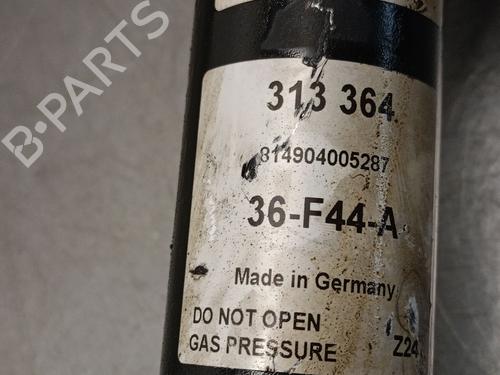 B-PARTS
313 364
814904005287
36-F44-A
Made in Germany
DO NOT OPEN
GAS PRESSURE Z24